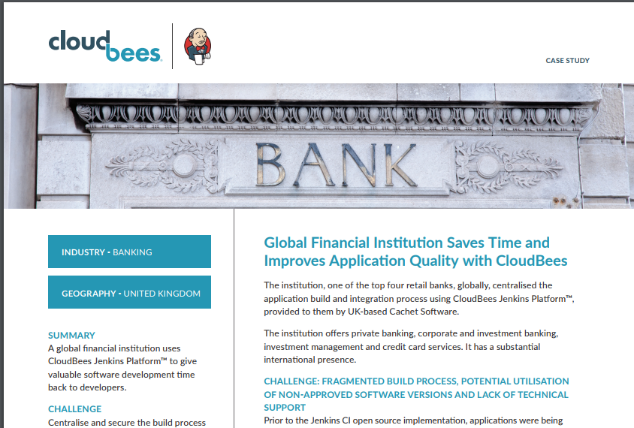 cloudbees
CASE STUDY
BANK
INDUSTRY • BANKING
GEOGRAPHY • UNITED KINGDOM
SUMMARY
A global financial institution uses
CloudBees Jenkins Platform™ to give
valuable software development time
back to developers.
CHALLENGE
Centralise and secure the build process
Global Financial Institution Saves Time and
Improves Application Quality with CloudBees
The institution, one of the top four retail banks, globally, centralised the
application build and integration process using CloudBees Jenkins Platform™,
provided to them by UK-based Cachet Software.
The institution offers private banking, corporate and investment banking,
investment management and credit card services. It has a substantial
international presence.
CHALLENGE: FRAGMENTED BUILD PROCESS, POTENTIAL UTILISATION
OF NON-APPROVED SOFTWARE VERSIONS AND LACK OF TECHNICAL
SUPPORT
Prior to the Jenkins CI open source implementation, applications were being